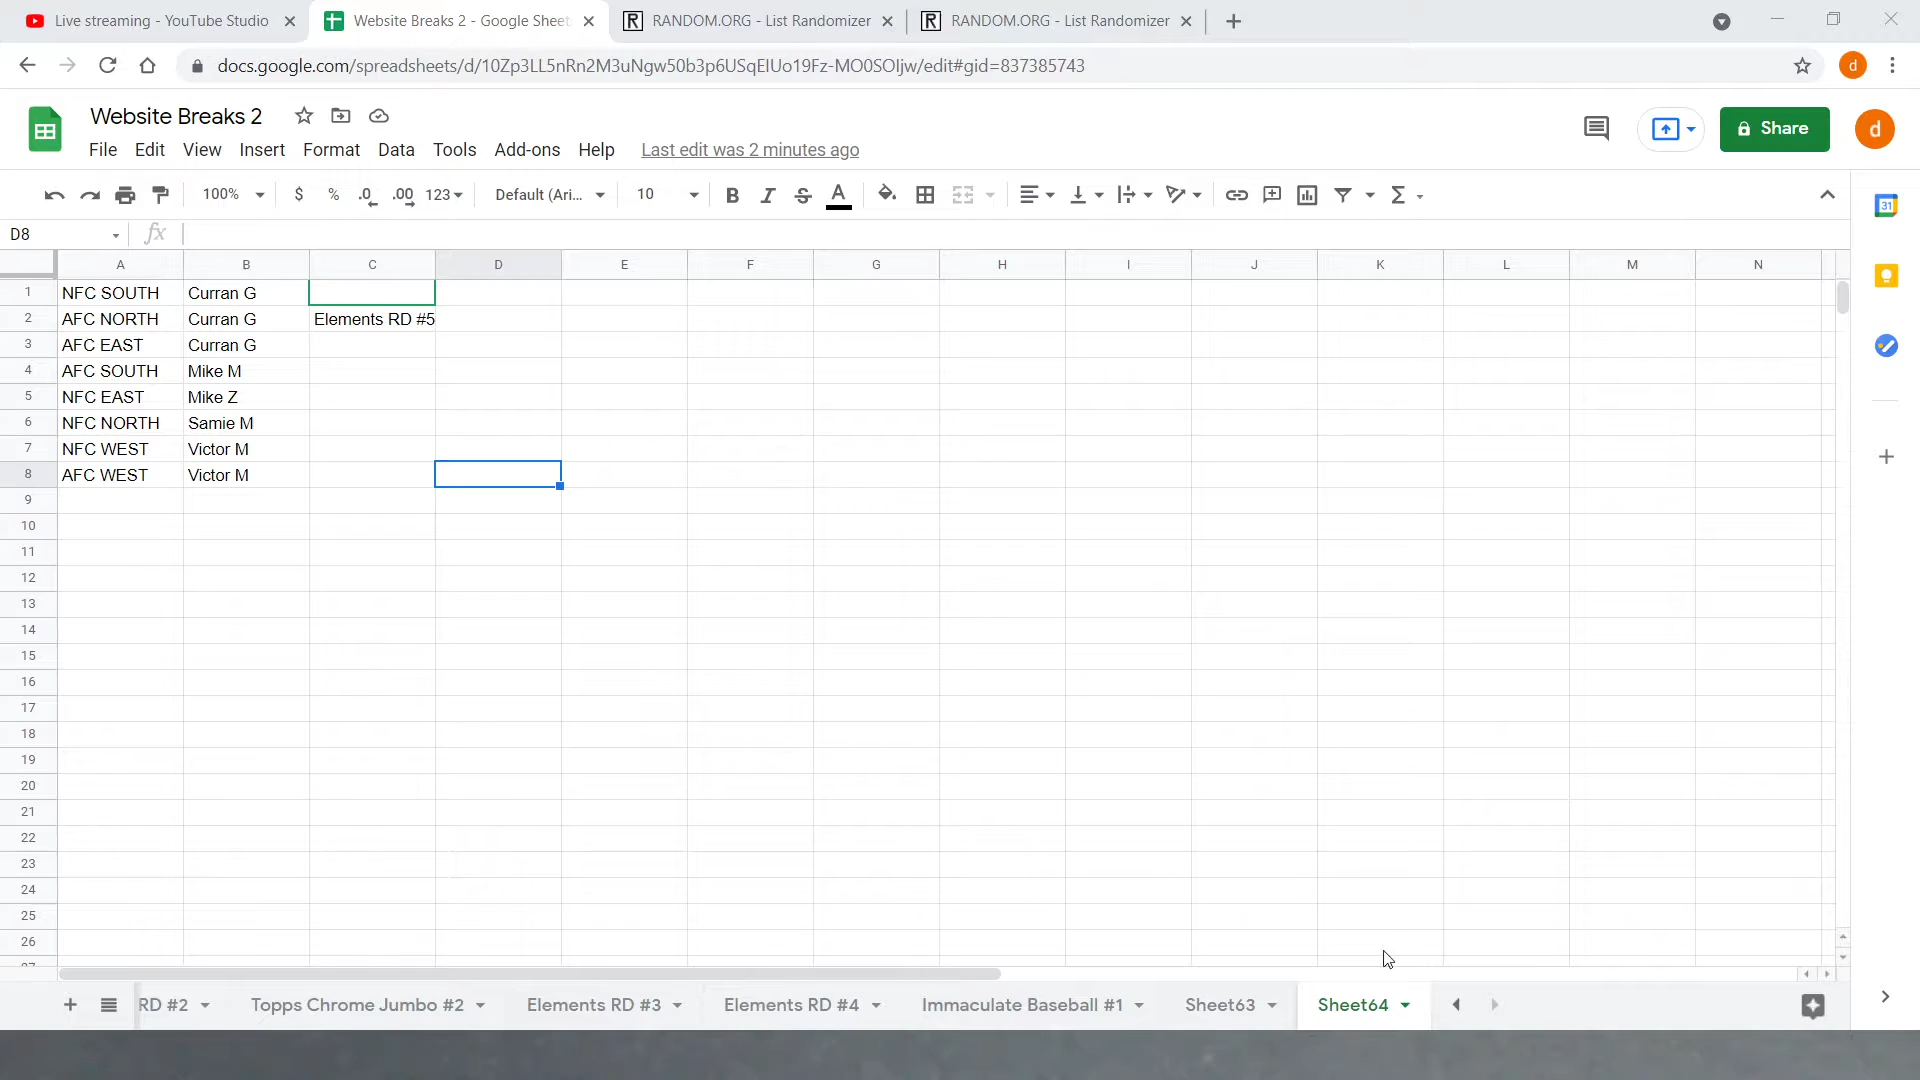 Live streaming - YouTube Studio
Website Breaks 2 - Google Sheet
RANDOM.ORG - List Randomizer
RANDOM.ORG - List Randomizer
docs.google.com/spreadsheets/d/10Zp3LL5nRn2M3uNgw50b3p6USqEIUo19Fz-MO0SOljw/edit#gid=837385743
d
Website Breaks 2
File Edit View Insert Format Data Tools Add-ons Help Last edit was 2 minutes ago
Share
d
100% $ % .0 .00 123 Default (Ari... 10 B I S A Σ
31
D8 fx
A B C D E F G H I J K L M N
1 NFC SOUTH Curran G
2 AFC NORTH Curran G Elements RD #5
3 AFC EAST Curran G
4 AFC SOUTH Mike M
5 NFC EAST Mike Z
6 NFC NORTH Samie M
7 NFC WEST Victor M
8 AFC WEST Victor M
9
10
11
12
13
14
15
16
17
18
19
20
21
22
23
24
25
26
27
RD #2 Topps Chrome Jumbo #2 Elements RD #3 Elements RD #4 Immaculate Baseball #1 Sheet63 Sheet64